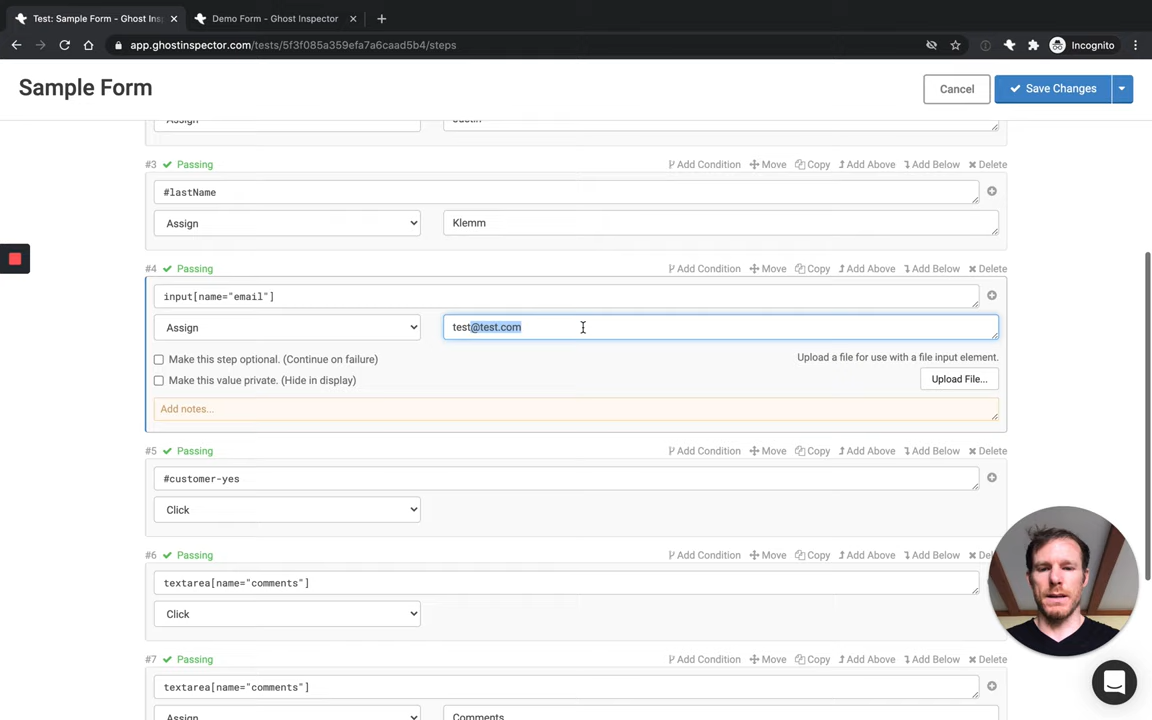 Test: Sample Form - Ghost Ins
Demo Form - Ghost Inspector
app.ghostinspector.com/tests/5f3f085a359efa7a6caad5b4/steps
Incognito
Sample Form
Cancel
Save Changes
Assign
Justin
#3 Passing
Add Condition Move Copy Add Above Add Below Delete
#lastName
Assign
Klemm
#4 Passing
Add Condition Move Copy Add Above Add Below Delete
input[name="email"]
Assign
test@test.com
Make this step optional. (Continue on failure)
Upload a file for use with a file input element.
Make this value private. (Hide in display)
Upload File...
Add notes...
#5 Passing
Add Condition Move Copy Add Above Add Below Delete
#customer-yes
Click
#6 Passing
Add Condition Move Copy Add Above Add Below Del
textarea[name="comments"]
Click
#7 Passing
Add Condition Move Copy Add Above Add Below Delete
textarea[name="comments"]
Assign
Comments